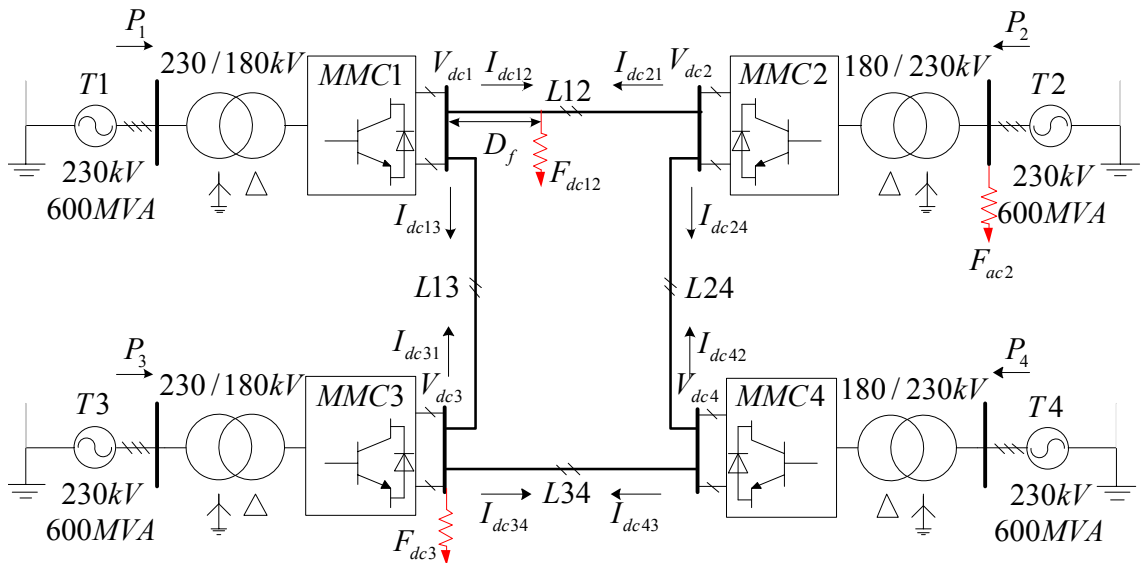 P1
230 / 180kV
T1
230kV
600MVA
MMC1
Vdc1
Idc12
L12
Df
Fdc12
Idc13
Idc21
Vdc2
MMC2
180 / 230kV
P2
T2
230kV
600MVA
Fac2
Idc24
L13
L24
Idc31
Idc42
P3
230 / 180kV
T3
230kV
600MVA
MMC3
Vdc3
Fdc3
Idc34
L34
Idc43
Vdc4
MMC4
180 / 230kV
P4
T4
230kV
600MVA